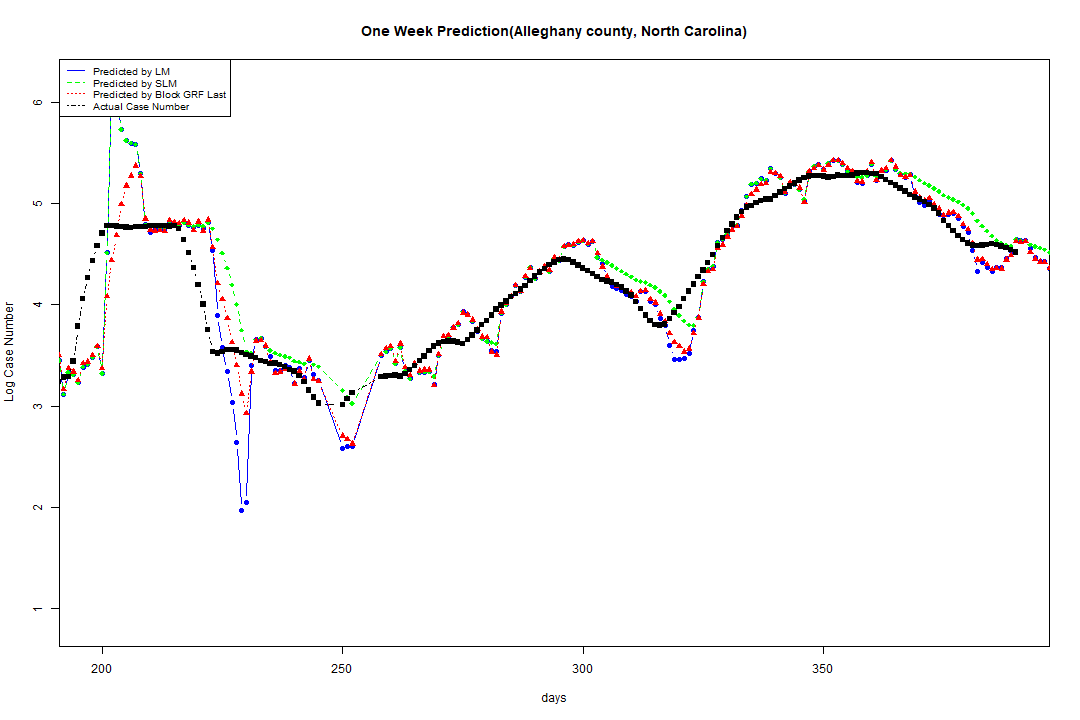 One Week Prediction(Alleghany county, North Carolina)
Predicted by LM
Predicted by SLM
Predicted by Block GRF Last
Actual Case Number
6
5
4
3
2
1
Log Case Number
200 250 300 350
days